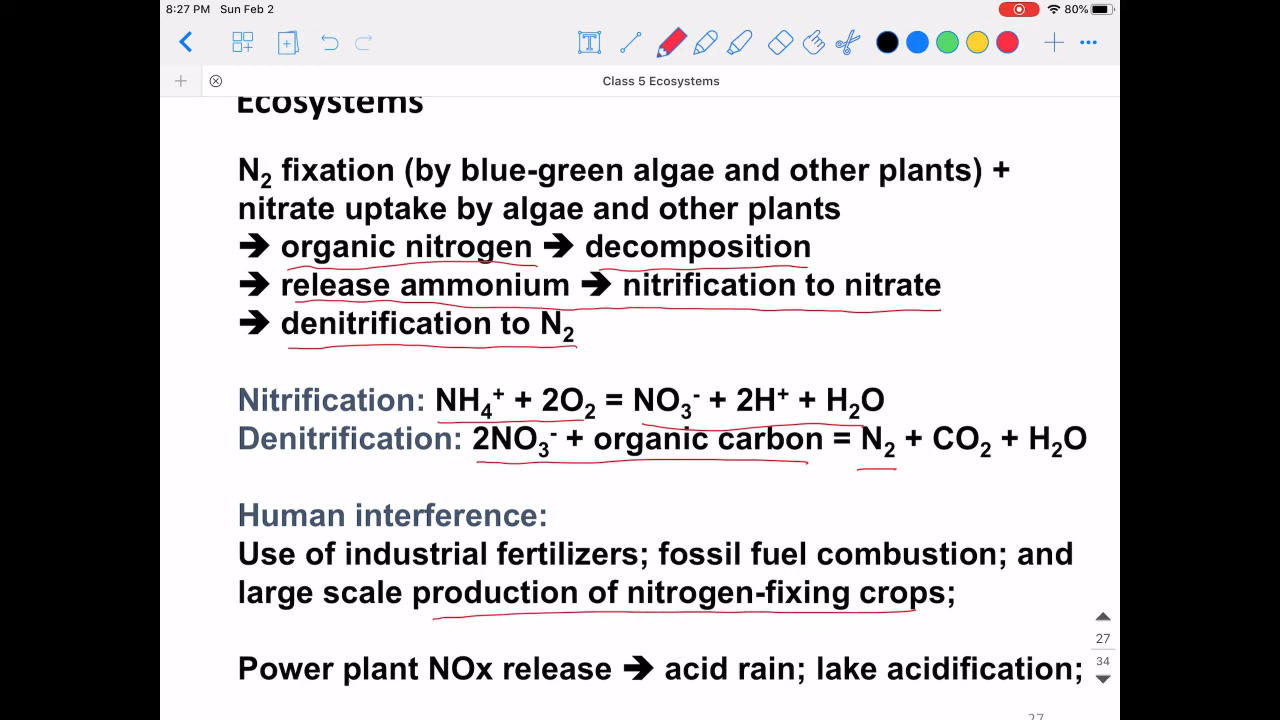 8:27 PM Sun Feb 2
80%
Class 5 Ecosystems
Ecosystems
N₂ fixation (by blue-green algae and other plants) +
nitrate uptake by algae and other plants
➔ organic nitrogen ➔ decomposition
➔ release ammonium ➔ nitrification to nitrate
➔ denitrification to N₂
Nitrification: NH₄⁺ + 2O₂ = NO₃⁻ + 2H⁺ + H₂O
Denitrification: 2NO₃⁻ + organic carbon = N₂ + CO₂ + H₂O
Human interference:
Use of industrial fertilizers; fossil fuel combustion; and
large scale production of nitrogen-fixing crops;
Power plant NOx release ➔ acid rain; lake acidification;
27
34
27